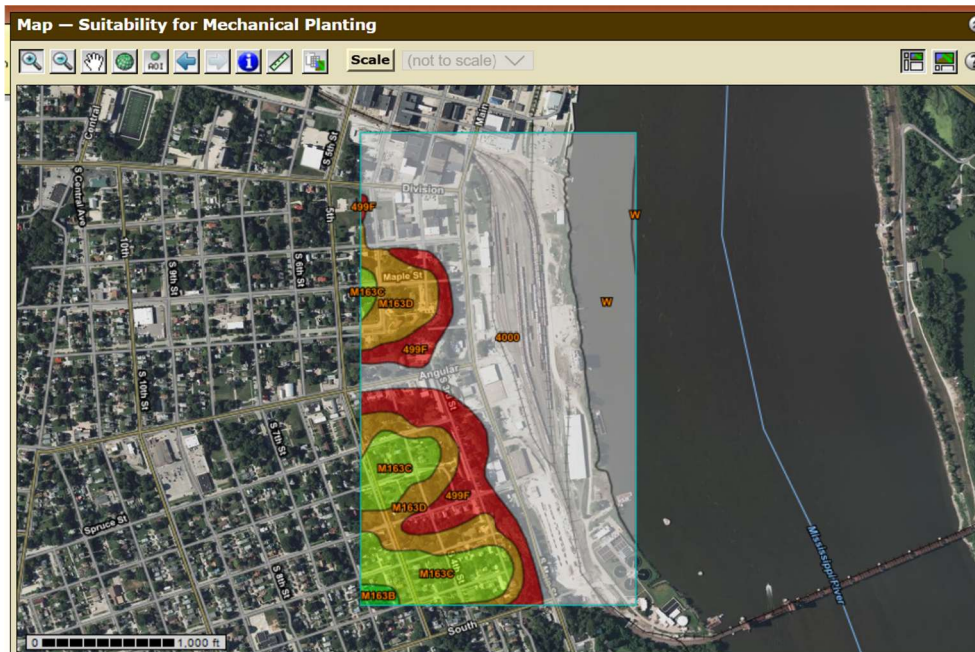 Map — Suitability for Mechanical Planting
AOI
Scale
(not to scale)
Central
S Central Ave
10th
S 9th St
S 10th St
S 5th St
5th
S 6th St
Main
Division
499F
Maple St
M163C
M163D
499F
4000
W
W
Angular
S 7th St
M163C
499F
M163D
Spruce St
S 8th St
M163C
M163B
South
Mississippi River
0
1,000 ft